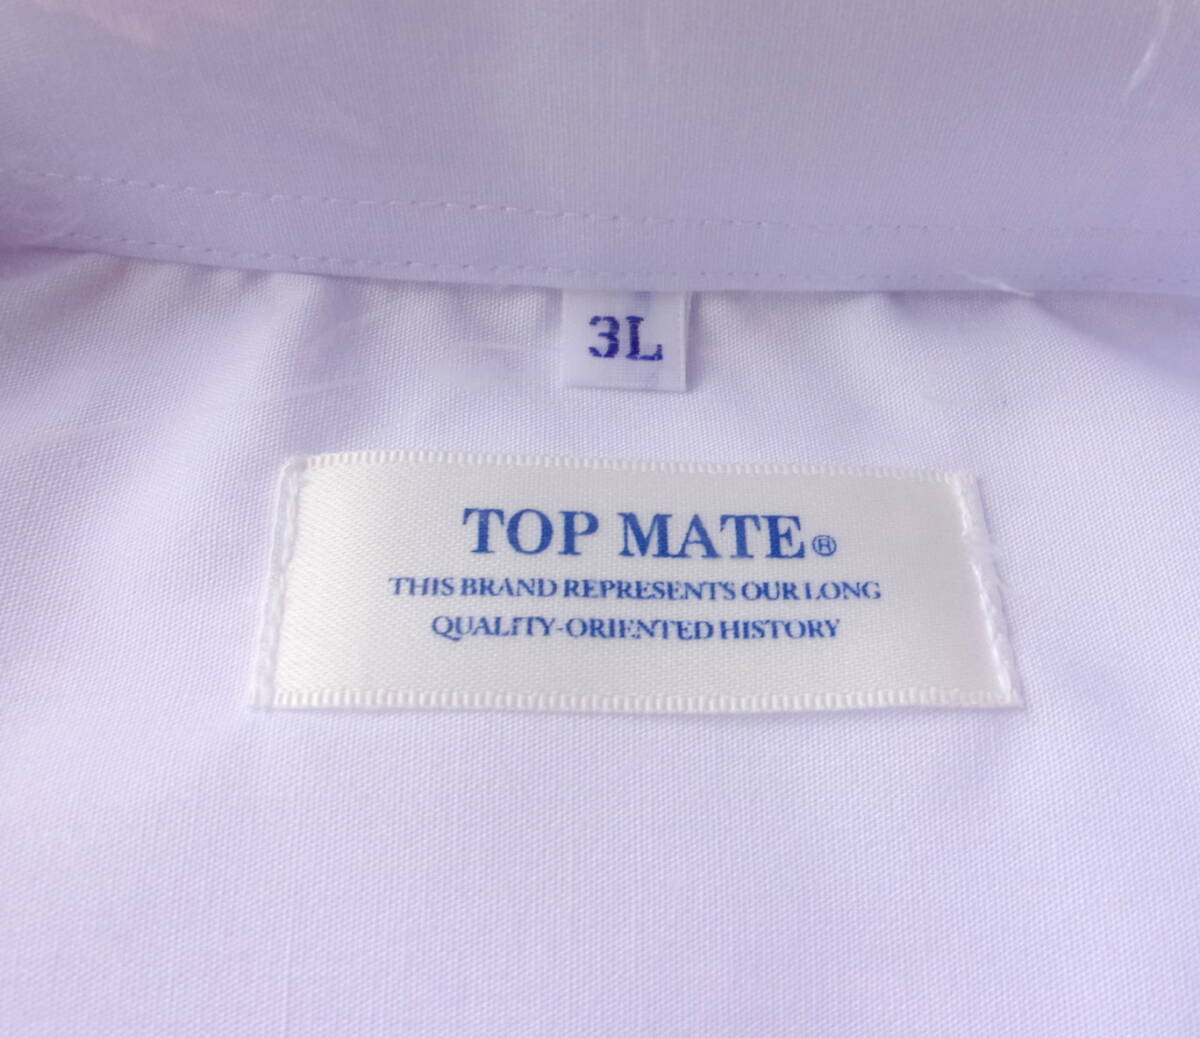 3L
TOP MATE®
THIS BRAND REPRESENTS OUR LONG
QUALITY-ORIENTED HISTORY